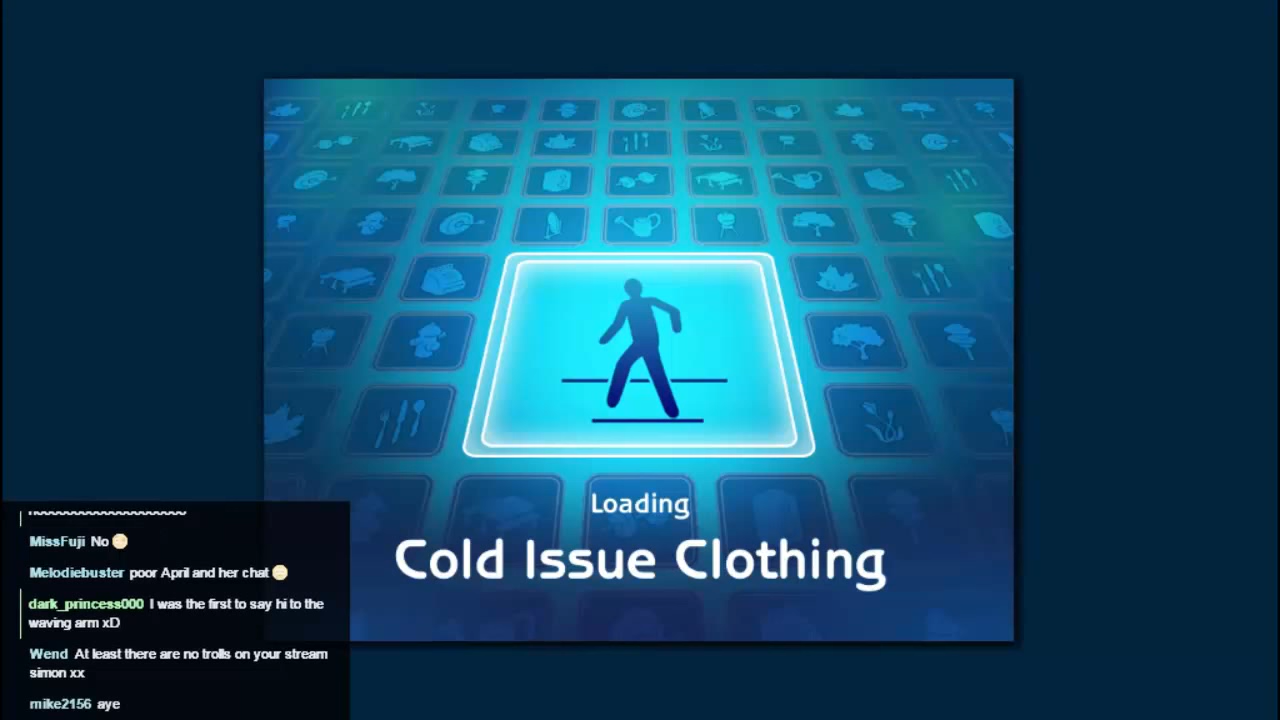 Loading
Cold Issue Clothing
MissFuji No
Melodiebuster poor April and her chat
dark_princess000 I was the first to say hi to the
waving arm xD
Wend At least there are no trolls on your stream
simon xx
mike2156 aye